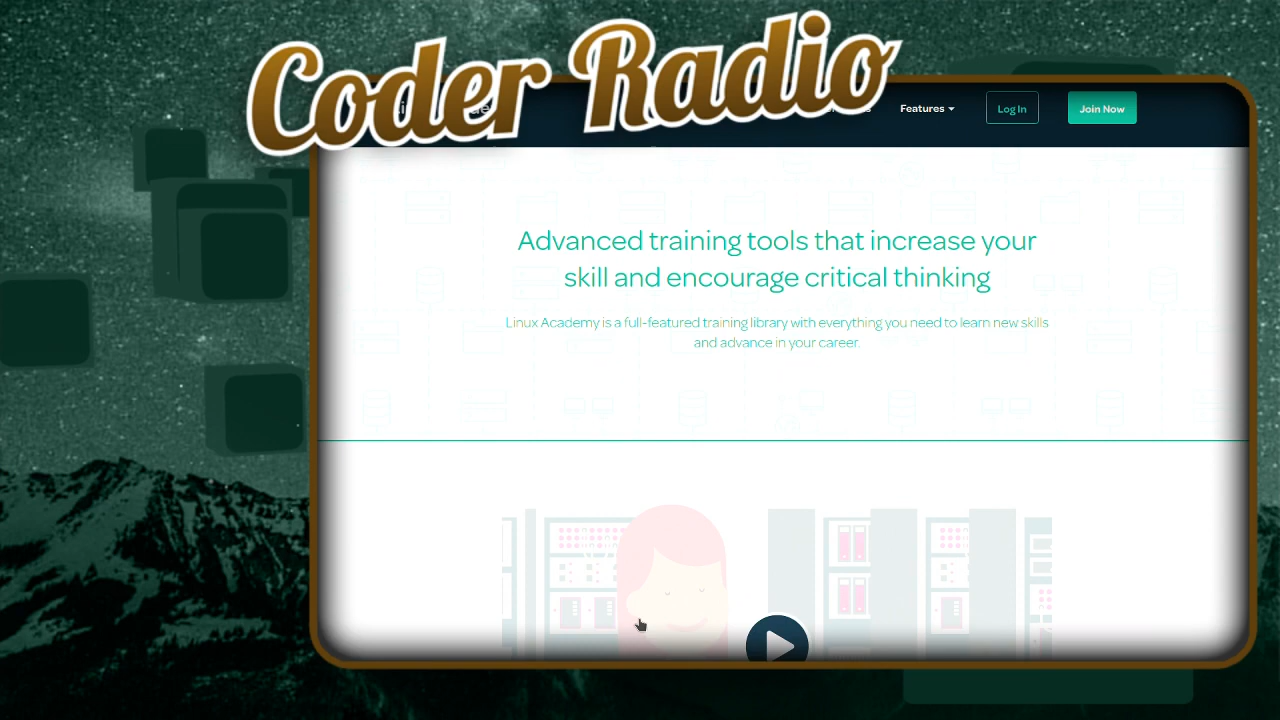 Coder Radio
Features
Log In
Join Now
Advanced training tools that increase your
skill and encourage critical thinking
Linux Academy is a full-featured training library with everything you need to learn new skills
and advance in your career.